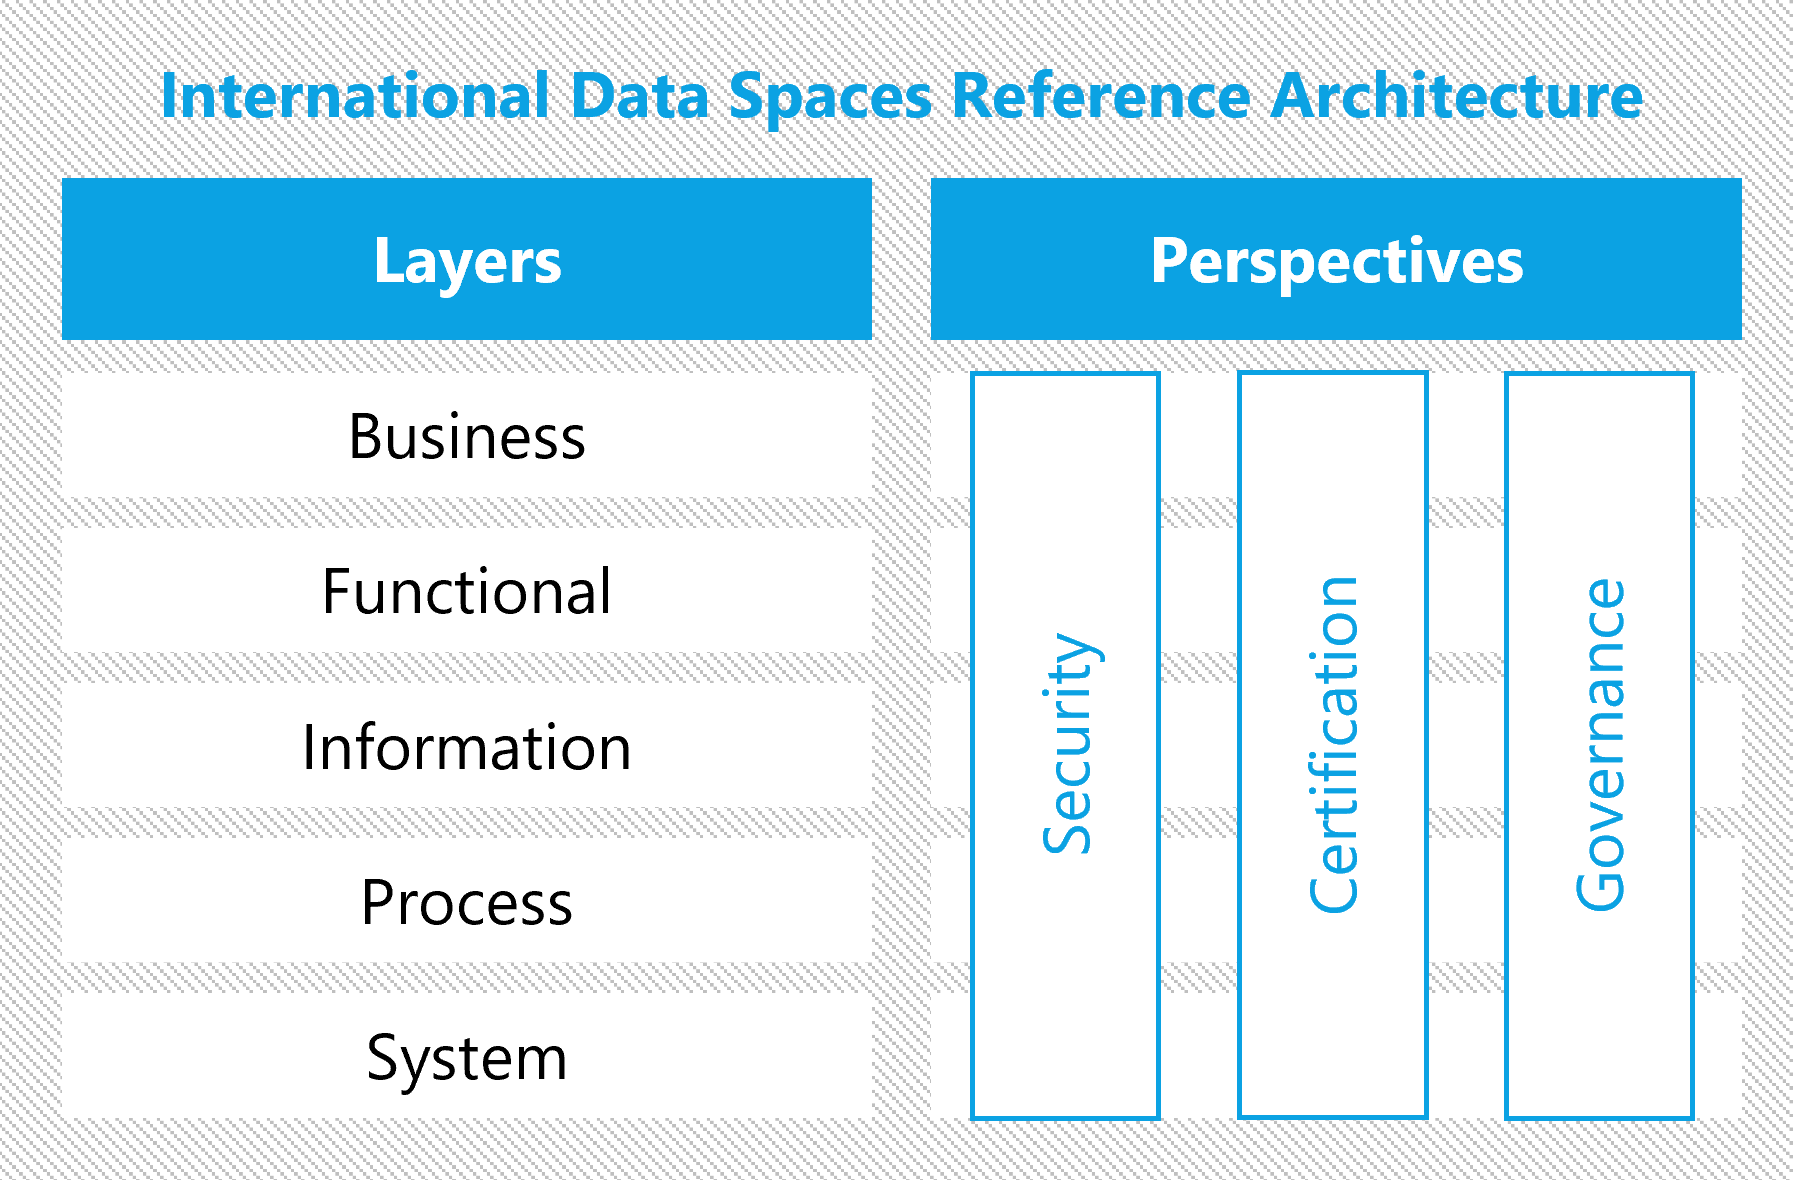 International Data Spaces Reference Architecture
Layers
Perspectives
Business
Functional
Information
Process
System
Security
Certification
Governance